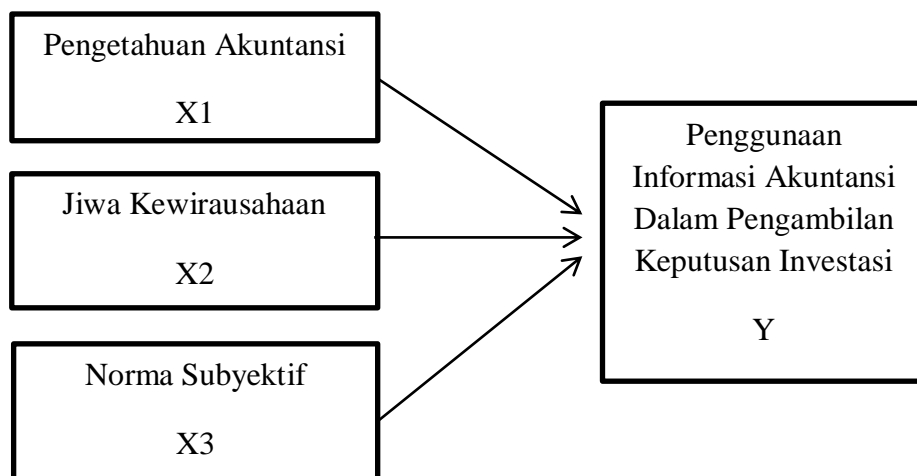 Pengetahuan Akuntansi
X1
Jiwa Kewirausahaan
X2
Norma Subyektif
X3
Penggunaan
Informasi Akuntansi
Dalam Pengambilan
Keputusan Investasi
Y